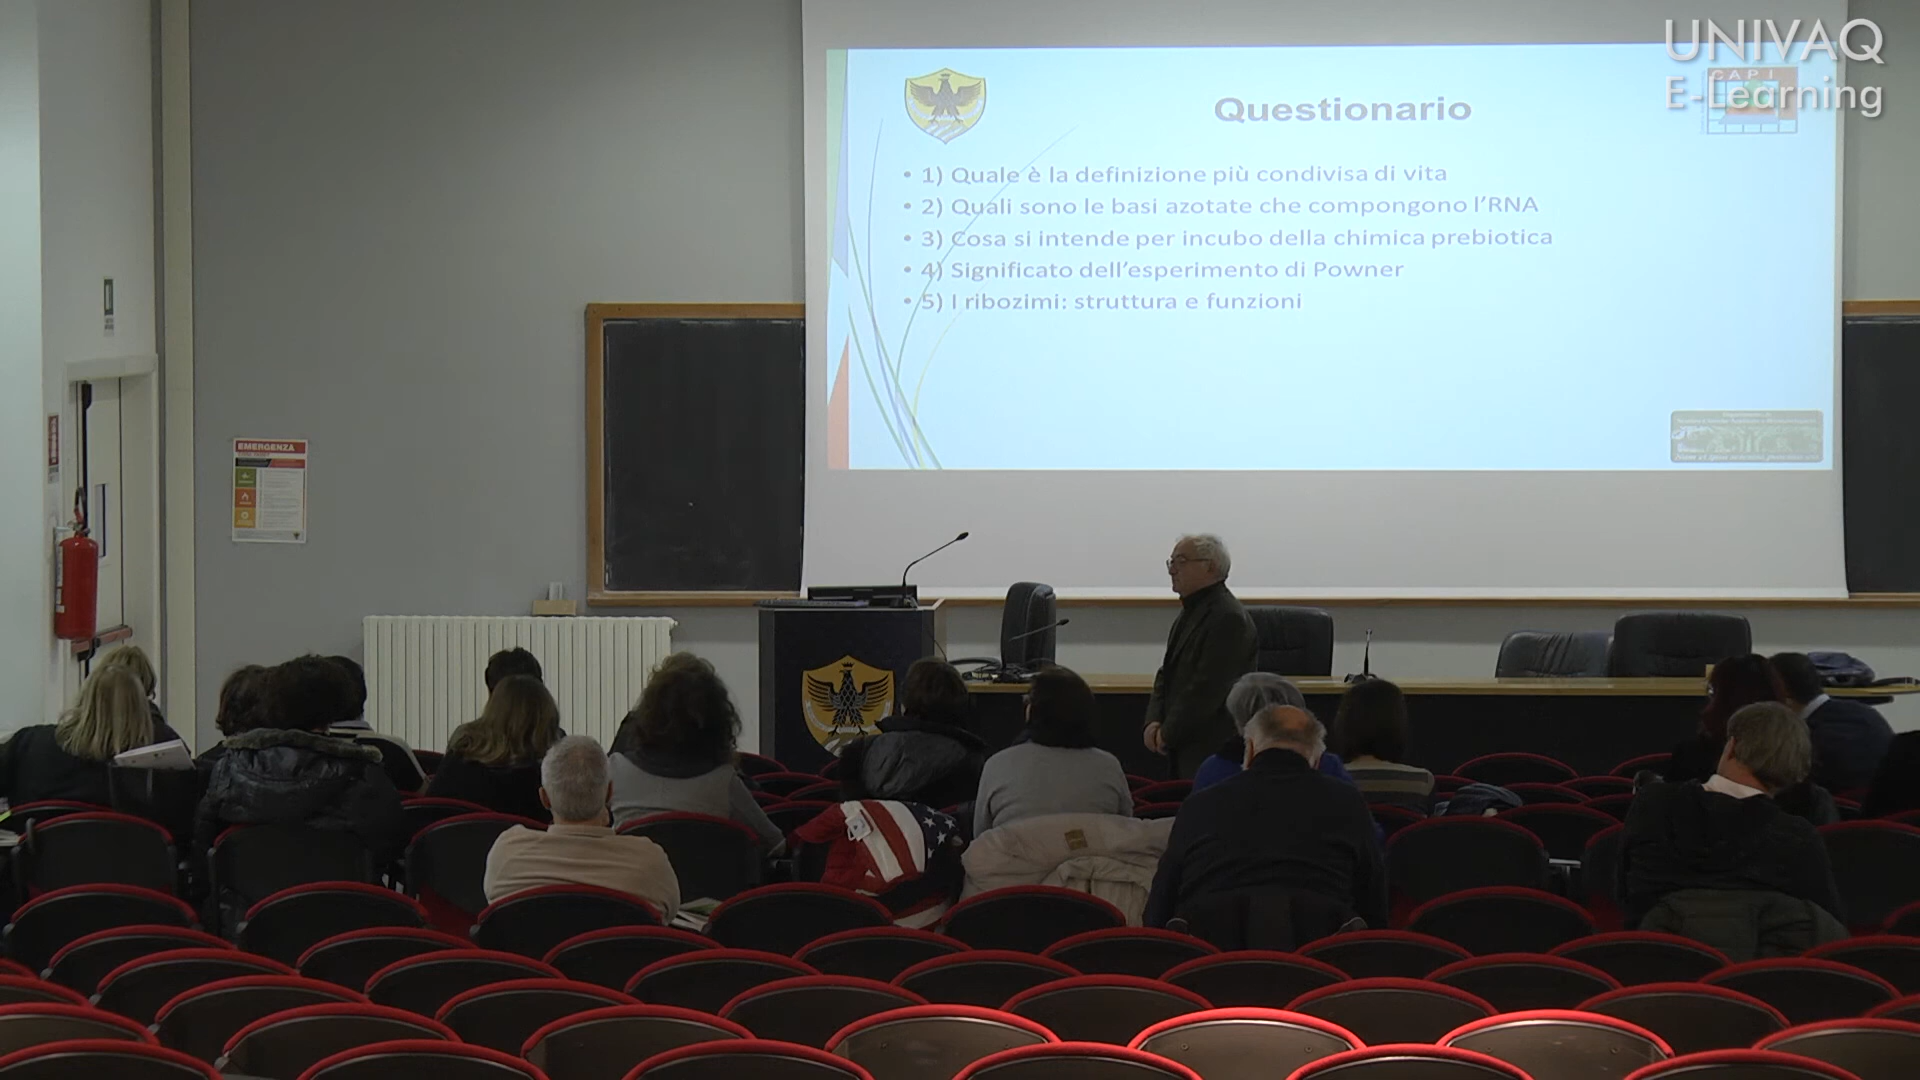 UNIVAQ
E-Learning
CAPI
Questionario
• 1) Quale è la definizione più condivisa di vita
• 2) Quali sono le basi azotate che compongono l'RNA
• 3) Cosa si intende per incubo della chimica prebiotica
• 4) Significato dell'esperimento di Powner
• 5) I ribozimi: struttura e funzioni
EMERGENZA